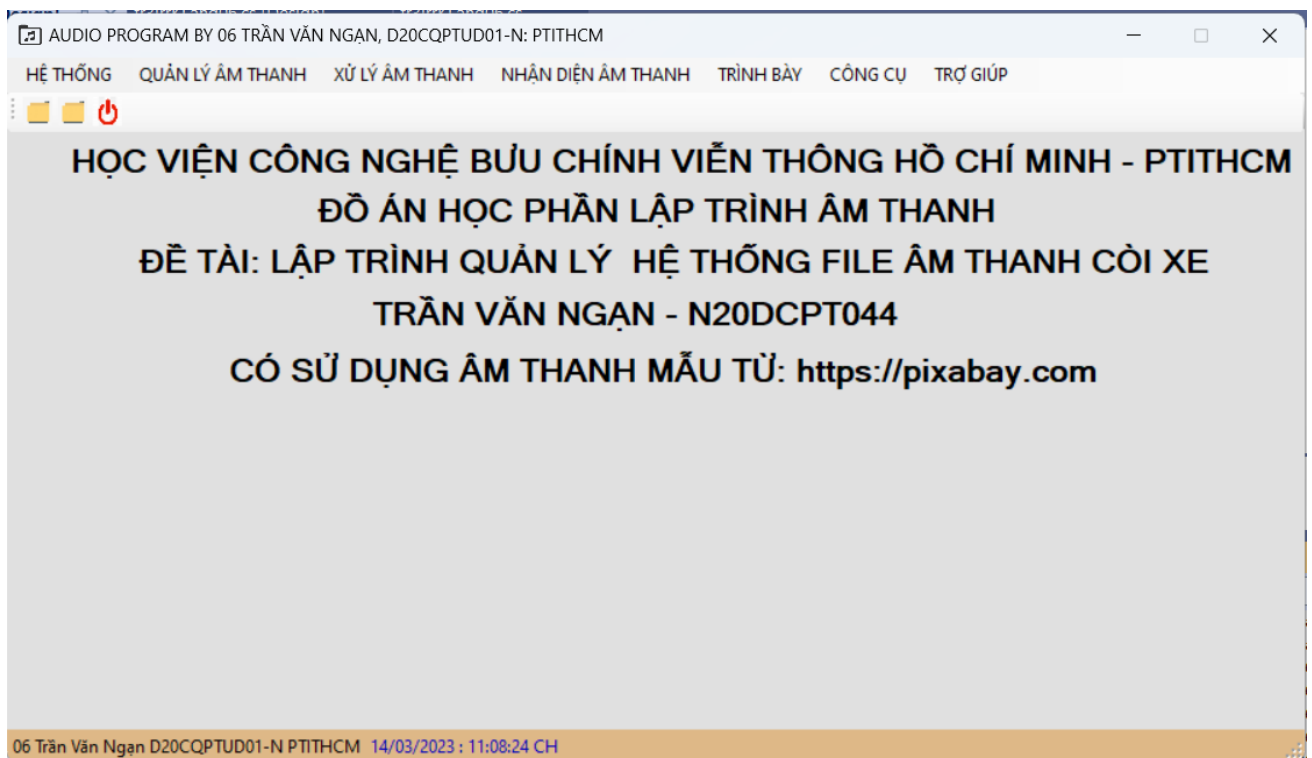 AUDIO PROGRAM BY 06 TRẦN VĂN NGẠN, D20CQPTUD01-N: PTITHCM
HỆ THỐNG QUẢN LÝ ÂM THANH XỬ LÝ ÂM THANH NHẬN DIỆN ÂM THANH TRÌNH BÀY CÔNG CỤ TRỢ GIÚP
HỌC VIỆN CÔNG NGHỆ BƯU CHÍNH VIỄN THÔNG HỒ CHÍ MINH - PTITHCM
ĐỒ ÁN HỌC PHẦN LẬP TRÌNH ÂM THANH
ĐỀ TÀI: LẬP TRÌNH QUẢN LÝ HỆ THỐNG FILE ÂM THANH CÒI XE
TRẦN VĂN NGẠN - N20DCPT044
CÓ SỬ DỤNG ÂM THANH MẪU TỪ: https://pixabay.com
06 Trần Văn Ngạn D20CQPTUD01-N PTITHCM 14/03/2023 : 11:08:24 CH